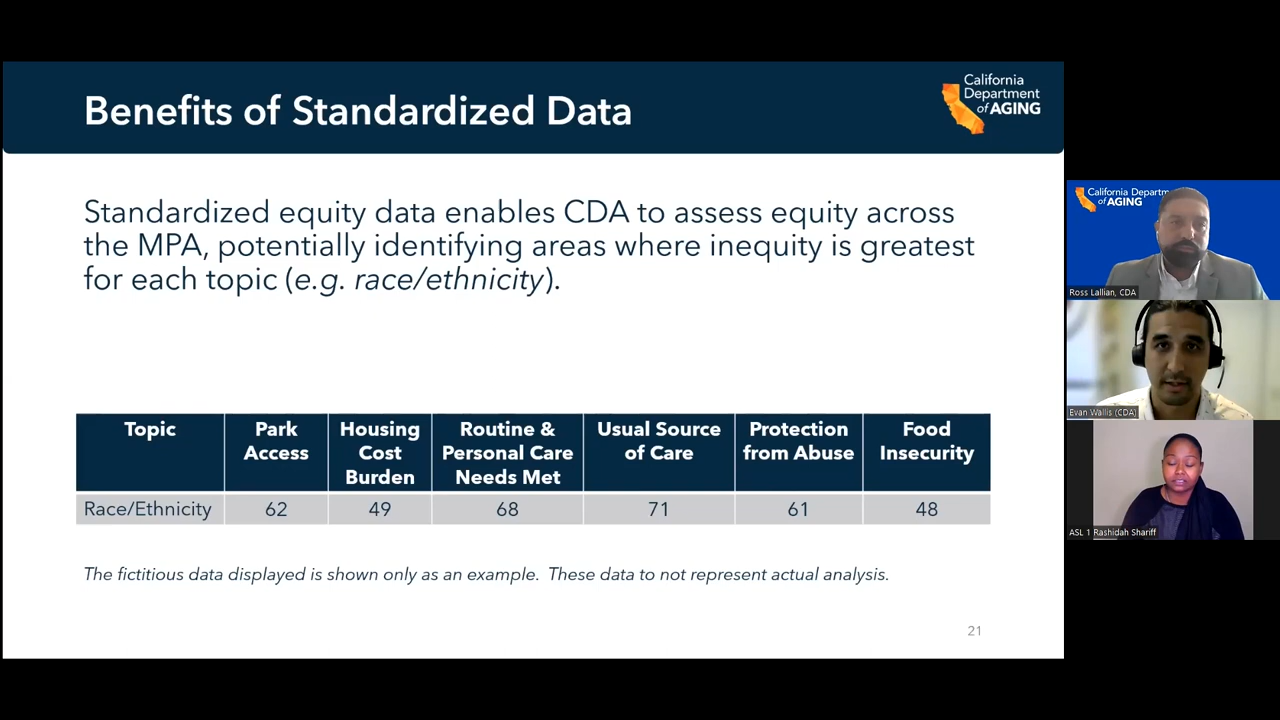 Benefits of Standardized Data
California
Department
of AGING
Standardized equity data enables CDA to assess equity across
the MPA, potentially identifying areas where inequity is greatest
for each topic (e.g. race/ethnicity).
Topic
Park
Access
Housing
Cost
Burden
Routine &
Personal Care
Needs Met
Usual Source
of Care
Protection
from Abuse
Food
Insecurity
Race/Ethnicity 62 49 68 71 61 48
The fictitious data displayed is shown only as an example. These data to not represent actual analysis.
21
California Departm
of AGING
Ross Lallian, CDA
Evan Wallis (CDA)
ASL 1 Rashidah Shariff